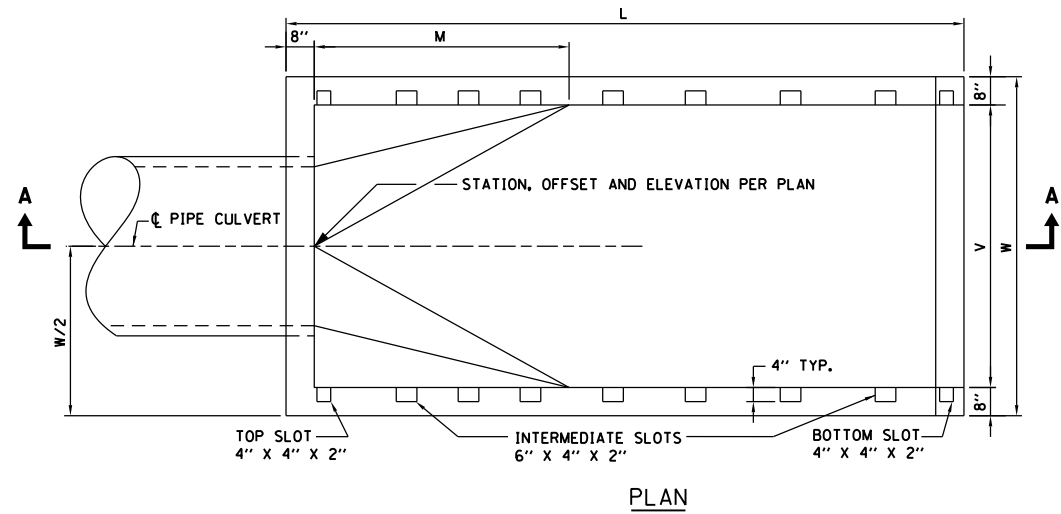 L
8" M
8"
A A
STATION, OFFSET AND ELEVATION PER PLAN
℄ PIPE CULVERT
V W
W/2
4" TYP.
8"
TOP SLOT
4" X 4" X 2"
INTERMEDIATE SLOTS
6" X 4" X 2"
BOTTOM SLOT
4" X 4" X 2"
PLAN